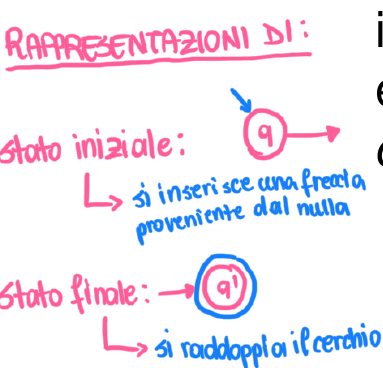 RAPPRESENTAZIONI DI:
stato iniziale:
q
si inserisce una freccia
proveniente dal nulla
stato finale:
q'
si raddoppia il cerchio